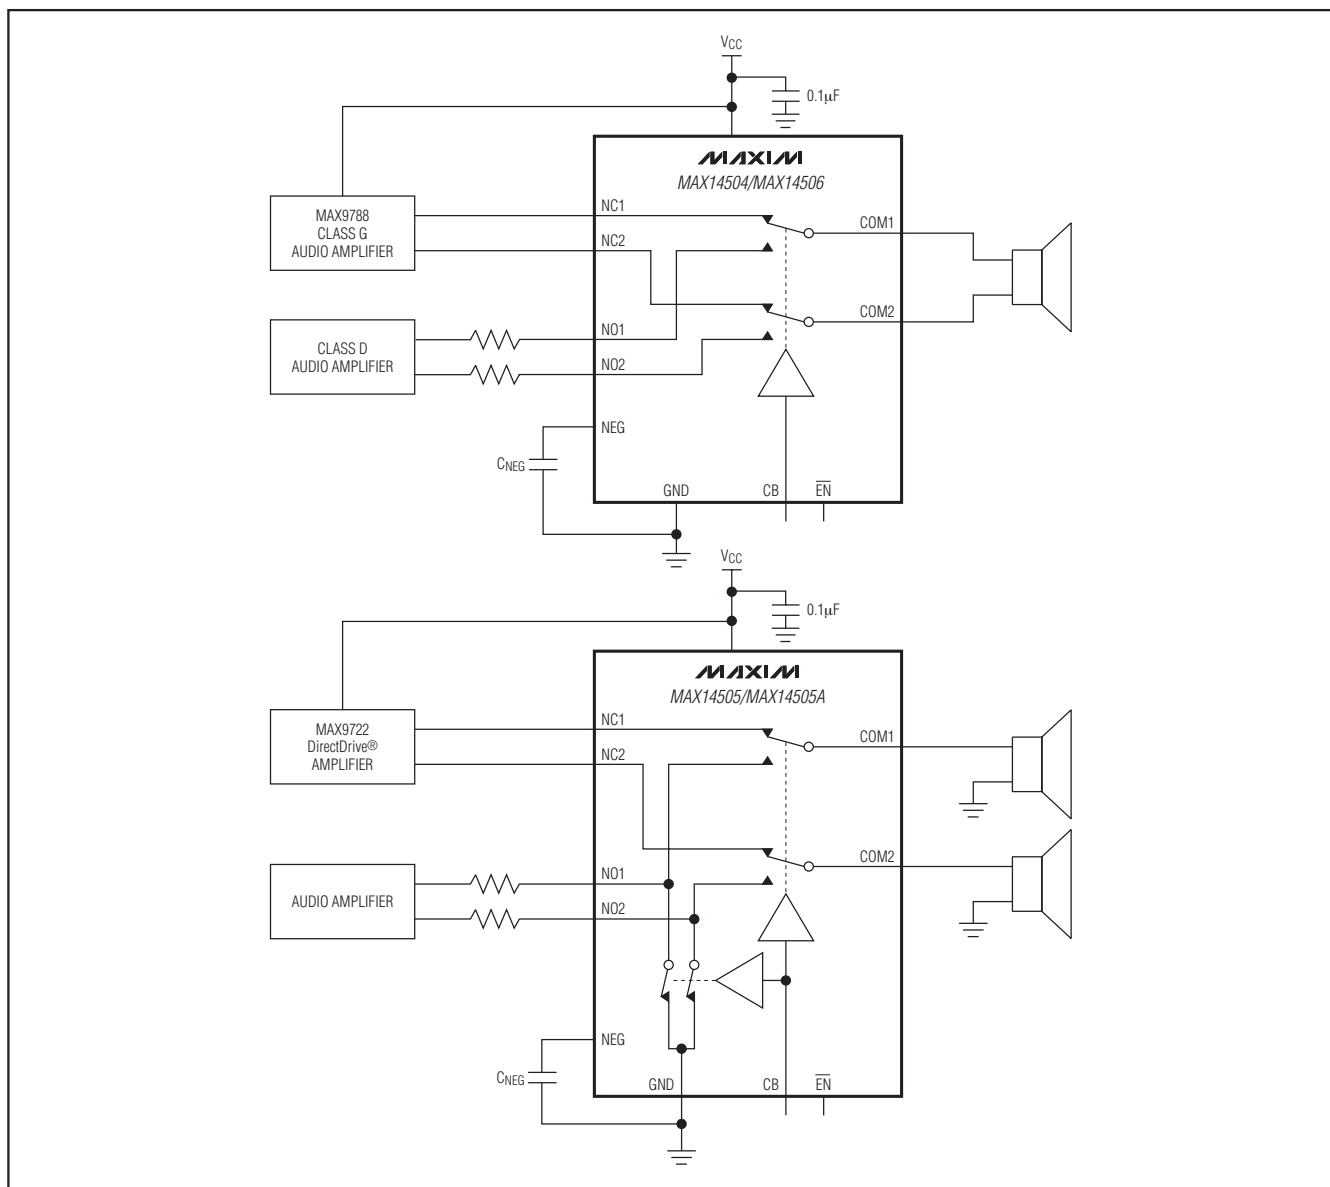 VCC
0.1µF
MAXIM
MAX14504/MAX14506
MAX9788
CLASS G
AUDIO AMPLIFIER
NC1
NC2
COM1
COM2
CLASS D
AUDIO AMPLIFIER
NO1
NO2
NEG
CNEG
GND
CB
EN
VCC
0.1µF
MAXIM
MAX14505/MAX14505A
MAX9722
DirectDrive®
AMPLIFIER
NC1
NC2
COM1
COM2
AUDIO AMPLIFIER
NO1
NO2
NEG
CNEG
GND
CB
EN